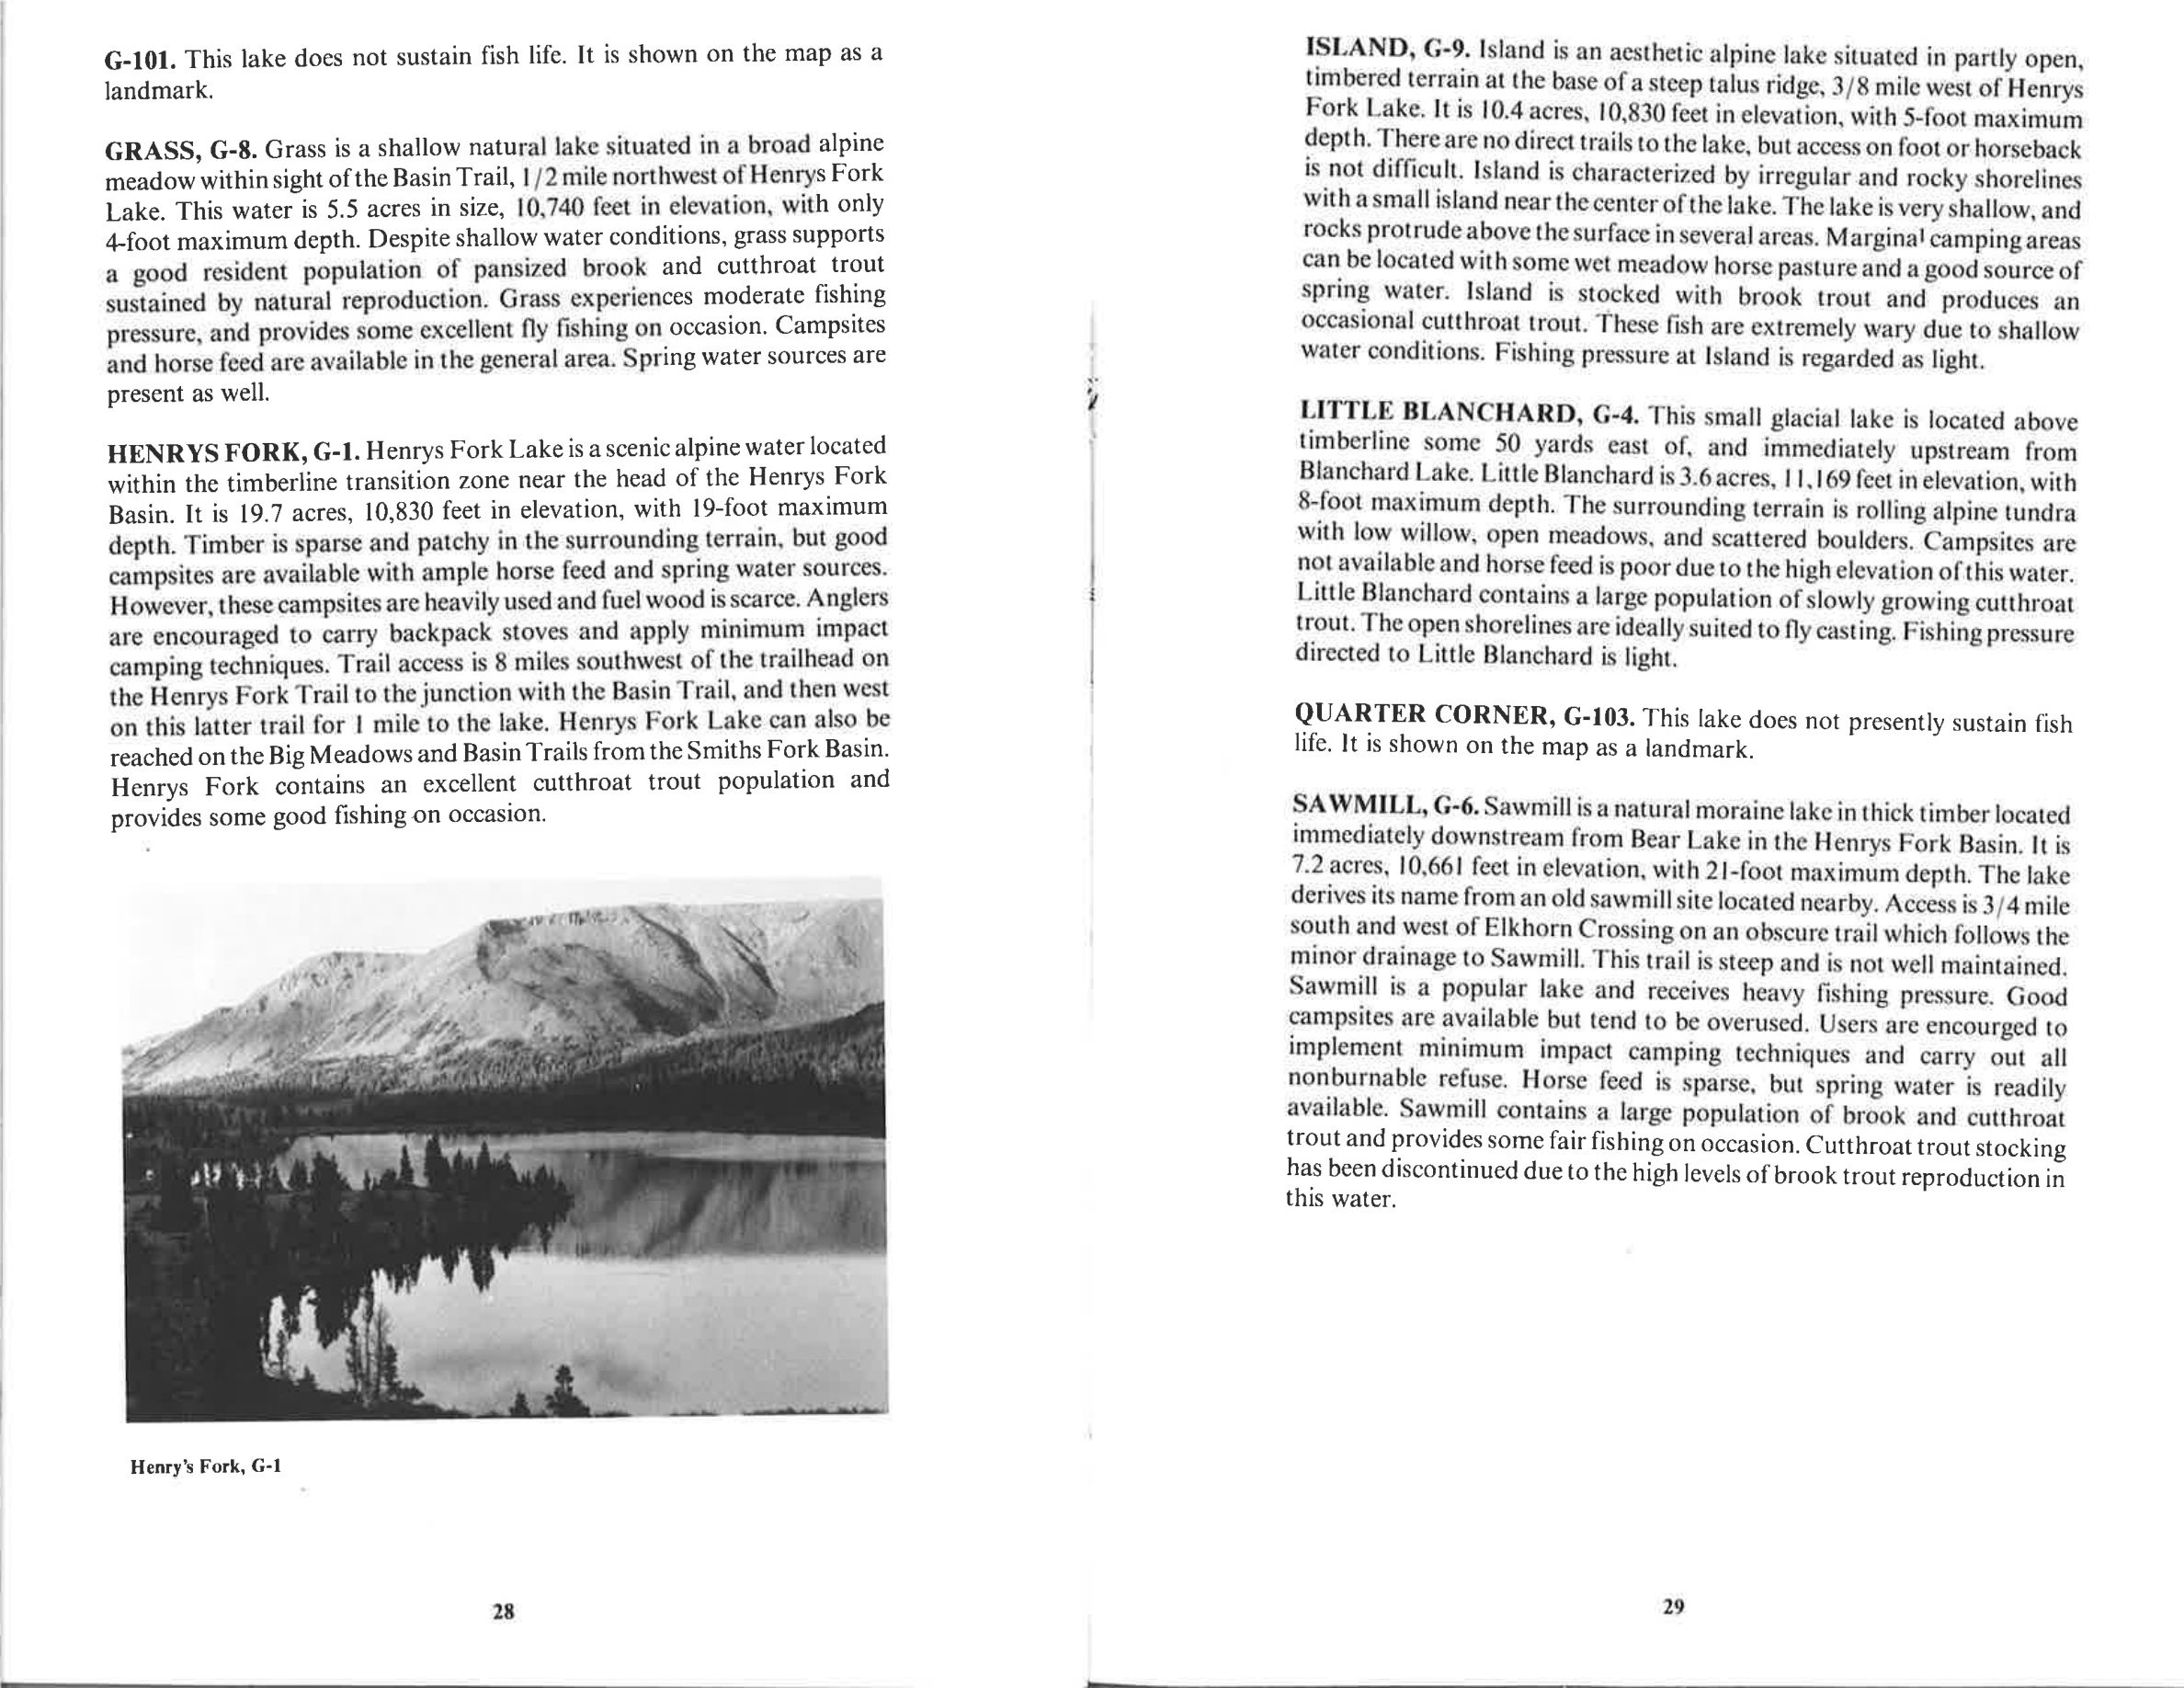 G-101. This lake does not sustain fish life. It is shown on the map as a
landmark.
GRASS, G-8. Grass is a shallow natural lake situated in a broad alpine
meadow within sight of the Basin Trail, 1/2 mile northwest of Henrys Fork
Lake. This water is 5.5 acres in size, 10,740 feet in elevation, with only
4-foot maximum depth. Despite shallow water conditions, grass supports
a good resident population of pansized brook and cutthroat trout
sustained by natural reproduction. Grass experiences moderate fishing
pressure, and provides some excellent fly fishing on occasion. Campsites
and horse feed are available in the general area. Spring water sources are
present as well.
HENRYS FORK, G-1. Henrys Fork Lake is a scenic alpine water located
within the timberline transition zone near the head of the Henrys Fork
Basin. It is 19.7 acres, 10,830 feet in elevation, with 19-foot maximum
depth. Timber is sparse and patchy in the surrounding terrain, but good
campsites are available with ample horse feed and spring water sources.
However, these campsites are heavily used and fuel wood is scarce. Anglers
are encouraged to carry backpack stoves and apply minimum impact
camping techniques. Trail access is 8 miles southwest of the trailhead on
the Henrys Fork Trail to the junction with the Basin Trail, and then west
on this latter trail for 1 mile to the lake. Henrys Fork Lake can also be
reached on the Big Meadows and Basin Trails from the Smiths Fork Basin.
Henrys Fork contains an excellent cutthroat trout population and
provides some good fishing on occasion.
Henry's Fork, G-1
28
ISLAND, G-9. Island is an aesthetic alpine lake situated in partly open,
timbered terrain at the base of a steep talus ridge, 3/8 mile west of Henrys
Fork Lake. It is 10.4 acres, 10,830 feet in elevation, with 5-foot maximum
depth. There are no direct trails to the lake, but access on foot or horseback
is not difficult. Island is characterized by irregular and rocky shorelines
with a small island near the center of the lake. The lake is very shallow, and
rocks protrude above the surface in several areas. Marginal camping areas
can be located with some wet meadow horse pasture and a good source of
spring water. Island is stocked with brook trout and produces an
occasional cutthroat trout. These fish are extremely wary due to shallow
water conditions. Fishing pressure at Island is regarded as light.
LITTLE BLANCHARD, G-4. This small glacial lake is located above
timberline some 50 yards east of, and immediately upstream from
Blanchard Lake. Little Blanchard is 3.6 acres, 11,169 feet in elevation, with
8-foot maximum depth. The surrounding terrain is rolling alpine tundra
with low willow, open meadows, and scattered boulders. Campsites are
not available and horse feed is poor due to the high elevation of this water.
Little Blanchard contains a large population of slowly growing cutthroat
trout. The open shorelines are ideally suited to fly casting. Fishing pressure
directed to Little Blanchard is light.
QUARTER CORNER, G-103. This lake does not presently sustain fish
life. It is shown on the map as a landmark.
SAWMILL, G-6. Sawmill is a natural moraine lake in thick timber located
immediately downstream from Bear Lake in the Henrys Fork Basin. It is
7.2 acres, 10,661 feet in elevation, with 21-foot maximum depth. The lake
derives its name from an old sawmill site located nearby. Access is 3/4 mile
south and west of Elkhorn Crossing on an obscure trail which follows the
minor drainage to Sawmill. This trail is steep and is not well maintained.
Sawmill is a popular lake and receives heavy fishing pressure. Good
campsites are available but tend to be overused. Users are encourged to
implement minimum impact camping techniques and carry out all
nonburnable refuse. Horse feed is sparse, but spring water is readily
available. Sawmill contains a large population of brook and cutthroat
trout and provides some fair fishing on occasion. Cutthroat trout stocking
has been discontinued due to the high levels of brook trout reproduction in
this water.
29